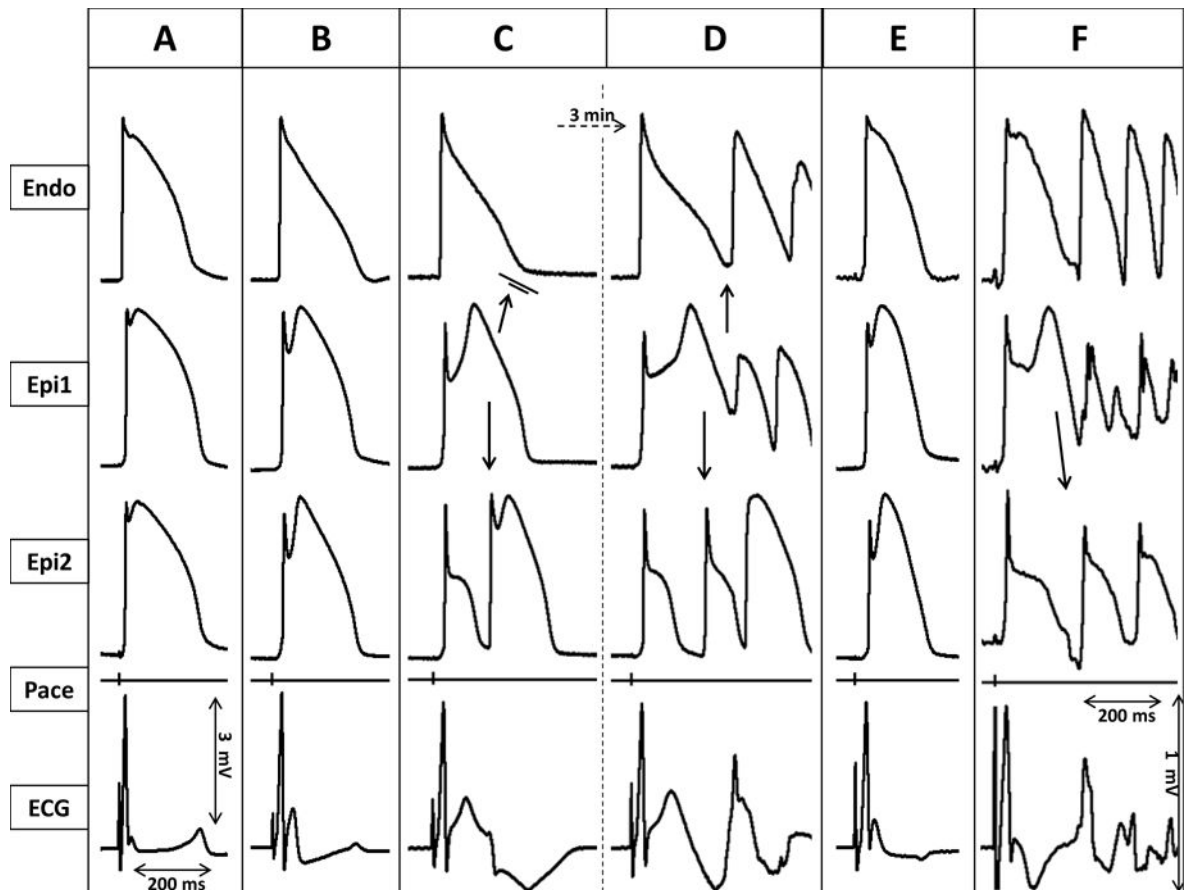 A B C D E F
3 min
Endo
Epi1
Epi2
Pace
200 ms
3 mV
1 mV
ECG
200 ms